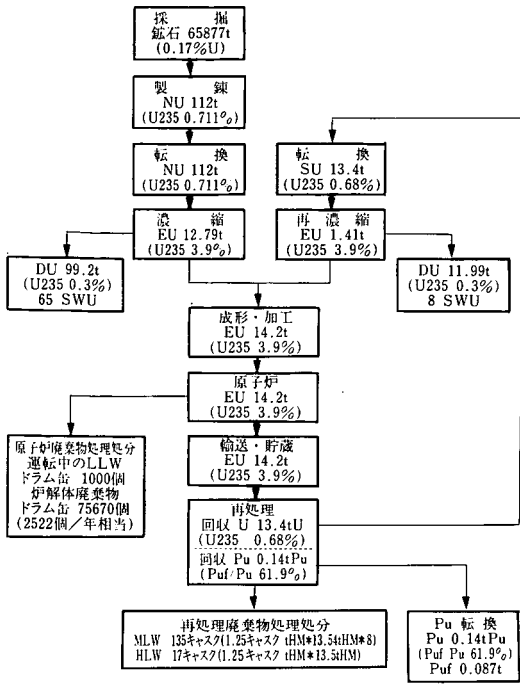 採掘
鉱石 65877t
(0.17%U)
製錬
NU 112t
(U235 0.711%)
転換
NU 112t
(U235 0.711%)
転換
SU 13.4t
(U235 0.68%)
濃縮
EU 12.79t
(U235 3.9%)
再濃縮
EU 1.41t
(U235 3.9%)
DU 99.2t
(U235 0.3%)
65 SWU
DU 11.99t
(U235 0.3%)
8 SWU
成形・加工
EU 14.2t
(U235 3.9%)
原子炉
EU 14.2t
(U235 3.9%)
原子炉廃棄物処理処分
運転中のLLW
ドラム缶 1000個
炉解体廃棄物
ドラム缶 75670個
(2522個/年相当)
輸送・貯蔵
EU 14.2t
(U235 3.9%)
再処理
回収 U 13.4tU
(U235 0.68%)
回収 Pu 0.14tPu
(Puf/Pu 61.9%)
再処理廃棄物処理処分
MLW 135キャスク(1.25キャスク tHM*13.54tHM*8)
HLW 17キャスク(1.25キャスク tHM*13.5tHM)
Pu 転換
Pu 0.14tPu
(Puf Pu 61.9%)
Puf 0.087t